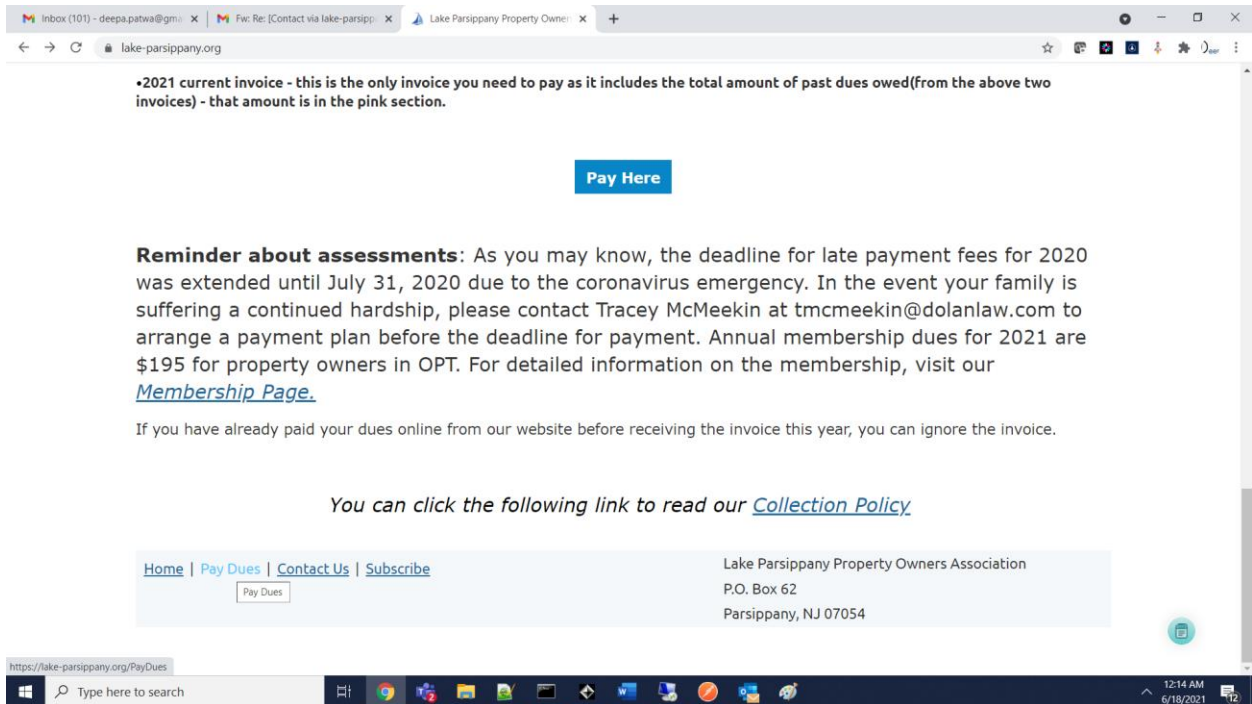 Inbox (101) - deepa.patwa@gma
Fw: Re: [Contact via lake-parsipp
Lake Parsippany Property Owner
lake-parsippany.org
•2021 current invoice - this is the only invoice you need to pay as it includes the total amount of past dues owed(from the above two
invoices) - that amount is in the pink section.
Pay Here
Reminder about assessments: As you may know, the deadline for late payment fees for 2020
was extended until July 31, 2020 due to the coronavirus emergency. In the event your family is
suffering a continued hardship, please contact Tracey McMeekin at tmcmeekin@dolanlaw.com to
arrange a payment plan before the deadline for payment. Annual membership dues for 2021 are
$195 for property owners in OPT. For detailed information on the membership, visit our
Membership Page.
If you have already paid your dues online from our website before receiving the invoice this year, you can ignore the invoice.
You can click the following link to read our Collection Policy
Home | Pay Dues | Contact Us | Subscribe
Pay Dues
Lake Parsippany Property Owners Association
P.O. Box 62
Parsippany, NJ 07054
https://lake-parsippany.org/PayDues
Type here to search
12:14 AM
6/18/2021
12